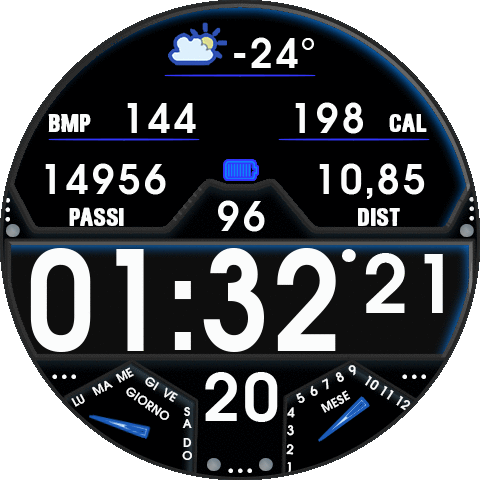 -24°
BMP 144
198 CAL
14956
PASSI
10,85
DIST
96
01:32 21
20
LU MA ME GI VE SA DO
GIORNO
1 2 3 4 5 6 7 8 9 10 11 12
MESE